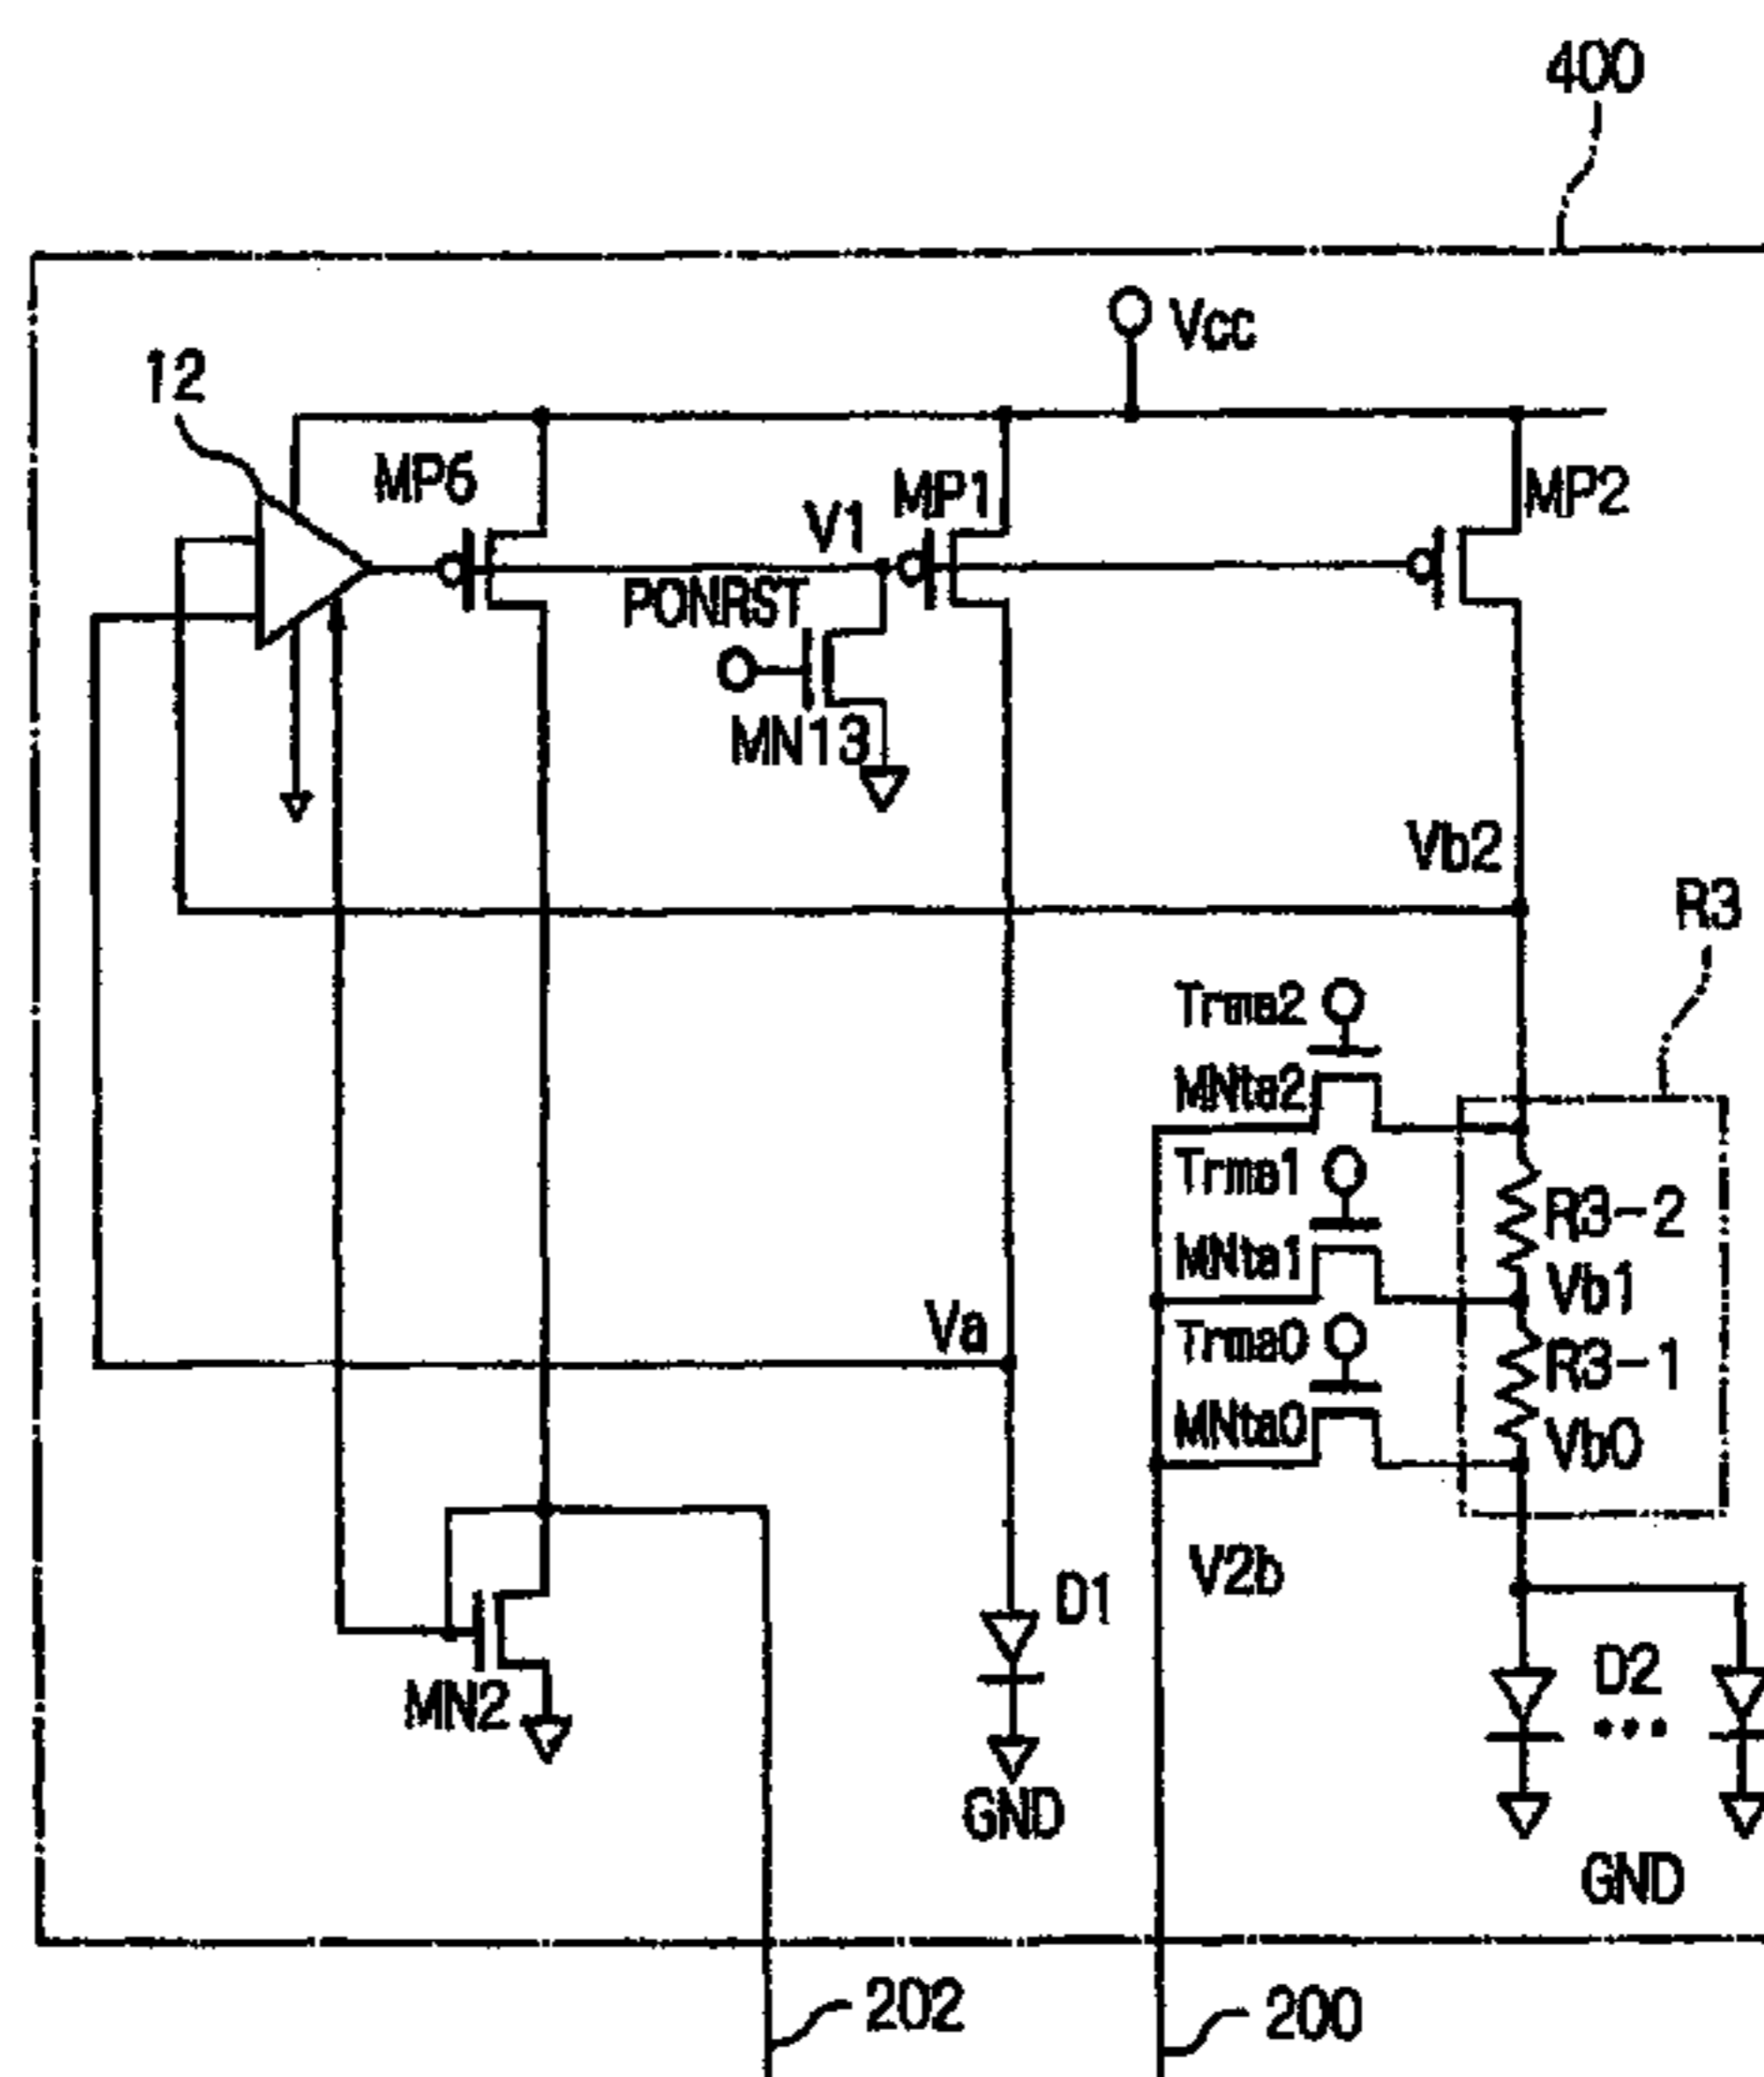 400
Vcc
12
MP6
V1
MP1
MP2
PONRST
MN13
Vb2
R3
Trma2
MNta2
Trma1
MNta1
R3-2
Vb1
Va
Trma0
MNta0
R3-1
Vb0
V2b
D1
D2
MN2
GND
GND
202
200